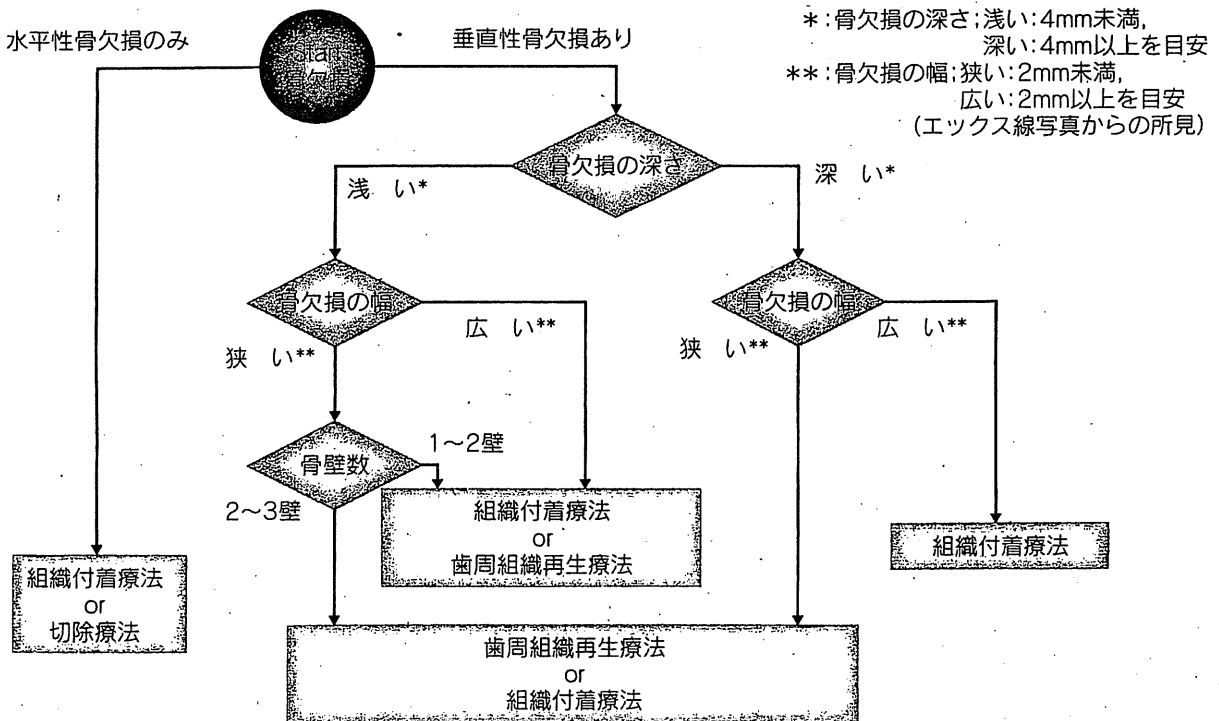 水平性骨欠損のみ
垂直性骨欠損あり
*:骨欠損の深さ;浅い:4mm未満,
深い:4mm以上を目安
**:骨欠損の幅;狭い:2mm未満,
広い:2mm以上を目安
(エックス線写真からの所見)
骨欠損の深さ
浅 い*
深 い*
骨欠損の幅
骨欠損の幅
広 い**
狭 い**
狭 い**
広 い**
骨壁数
1〜2壁
2〜3壁
組織付着療法
or
歯周組織再生療法
組織付着療法
組織付着療法
or
切除療法
歯周組織再生療法
or
組織付着療法